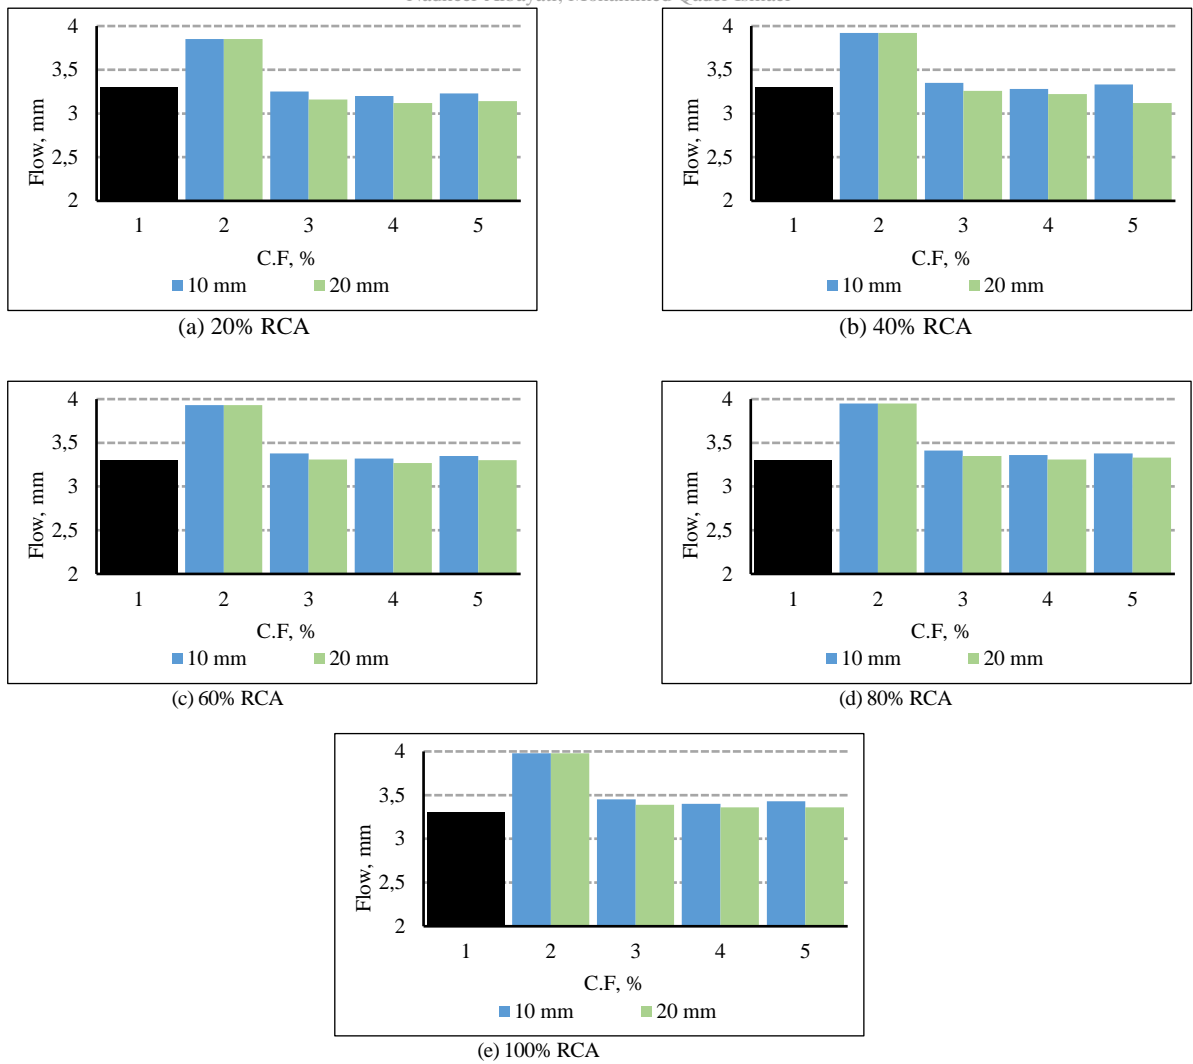 4
3,5
3
2,5
2
Flow, mm
1 2 3 4 5
C.F, %
10 mm 20 mm
(a) 20% RCA
4
3,5
3
2,5
2
Flow, mm
1 2 3 4 5
C.F, %
10 mm 20 mm
(b) 40% RCA
4
3,5
3
2,5
2
Flow, mm
1 2 3 4 5
C.F, %
10 mm 20 mm
(c) 60% RCA
4
3,5
3
2,5
2
Flow, mm
1 2 3 4 5
C.F, %
10 mm 20 mm
(d) 80% RCA
4
3,5
3
2,5
2
Flow, mm
1 2 3 4 5
C.F, %
10 mm 20 mm
(e) 100% RCA